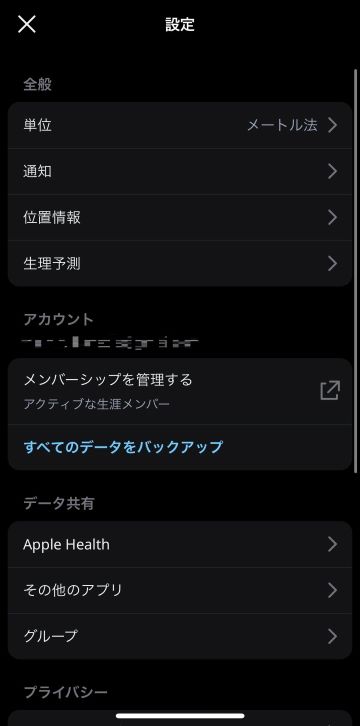 設定
全般
単位
メートル法
通知
位置情報
生理予測
アカウント
メンバーシップを管理する
アクティブな生涯メンバー
すべてのデータをバックアップ
データ共有
Apple Health
その他のアプリ
グループ
プライバシー